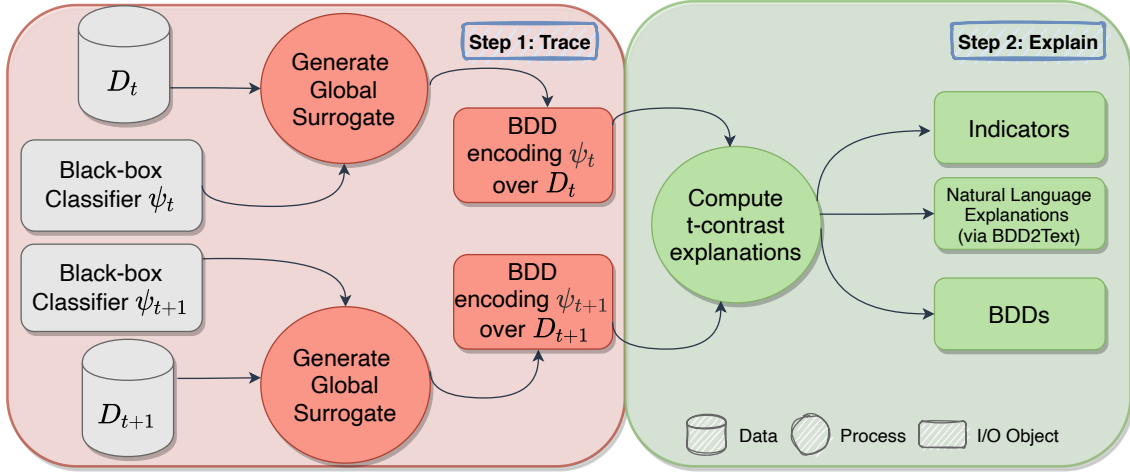 Step 1: Trace
D_t
Generate
Global
Surrogate
Black-box
Classifier ψ_t
BDD
encoding ψ_t
over D_t
Black-box
Classifier ψ_{t+1}
BDD
encoding ψ_{t+1}
over D_{t+1}
Generate
Global
Surrogate
D_{t+1}
Step 2: Explain
Compute
t-contrast
explanations
Indicators
Natural Language
Explanations
(via BDD2Text)
BDDs
Data
Process
I/O Object